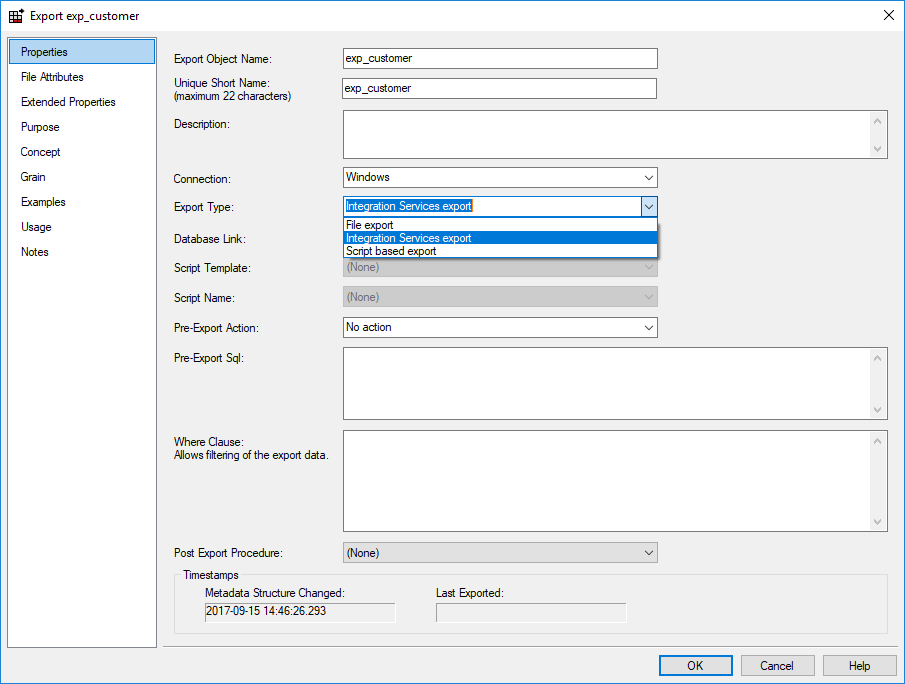 Export exp_customer
Properties
File Attributes
Extended Properties
Purpose
Concept
Grain
Examples
Usage
Notes
Export Object Name: exp_customer
Unique Short Name: exp_customer
(maximum 22 characters)
Description:
Connection: Windows
Export Type: Integration Services export
File export
Database Link: Integration Services export
Script based export
Script Template: (None)
Script Name: (None)
Pre-Export Action: No action
Pre-Export Sql:
Where Clause:
Allows filtering of the export data.
Post Export Procedure: (None)
Timestamps
Metadata Structure Changed: Last Exported:
2017-09-15 14:46:26.293
OK Cancel Help